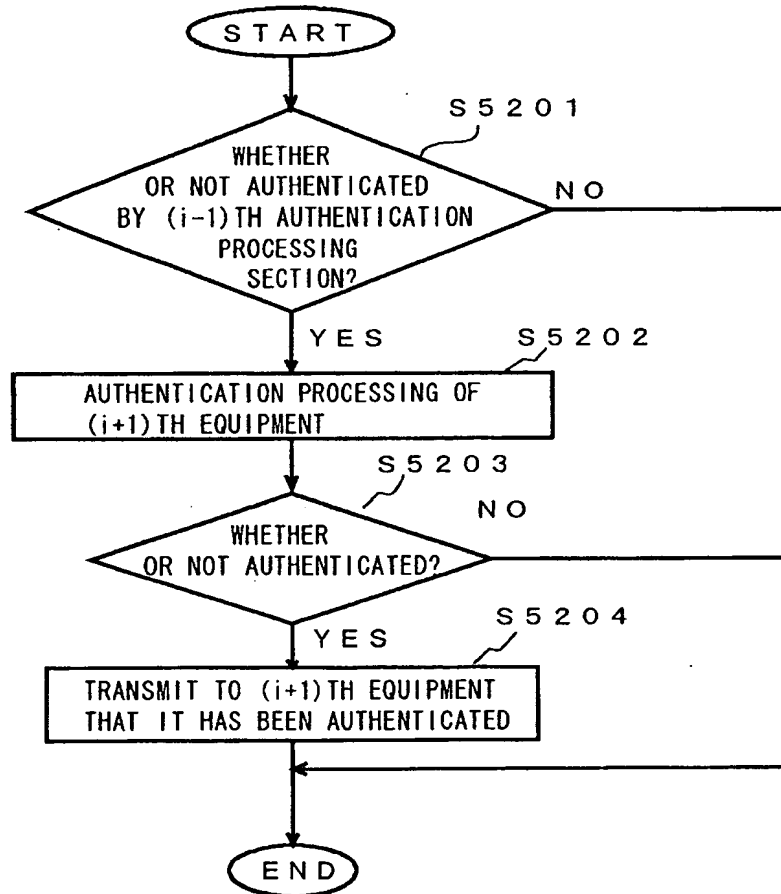 START
S5201
WHETHER
OR NOT AUTHENTICATED
BY (i-1)TH AUTHENTICATION
PROCESSING
SECTION?
NO
YES
S5202
AUTHENTICATION PROCESSING OF
(i+1)TH EQUIPMENT
S5203
NO
WHETHER
OR NOT AUTHENTICATED?
YES
S5204
TRANSMIT TO (i+1)TH EQUIPMENT
THAT IT HAS BEEN AUTHENTICATED
END